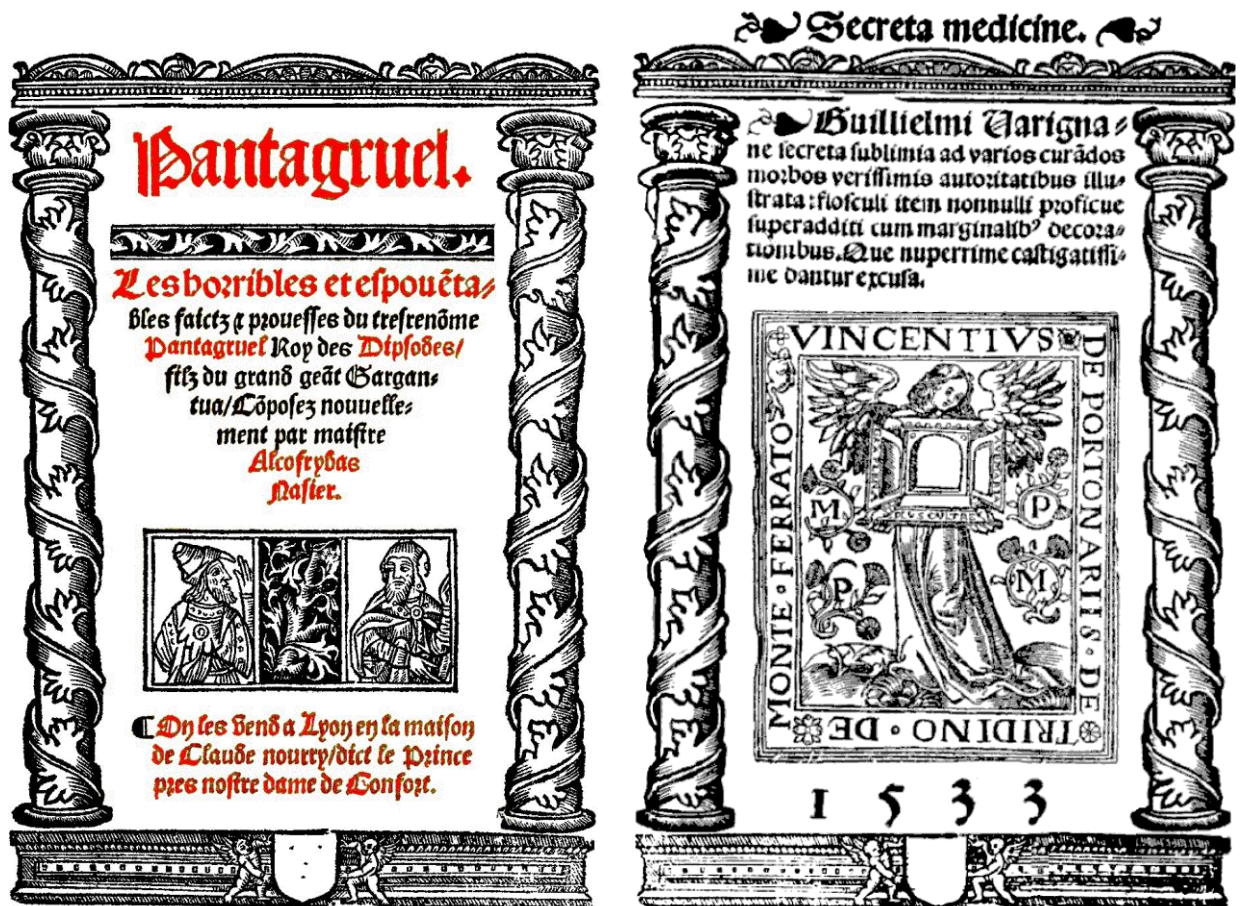 Pantagruel.
Les horribles et eſpouẽta⸗
bles faictz ⁊ proueſſes du treſrenõme
Pantagruel Roy des Dipſodes/
filz du grand geãt Gargan⸗
tua/ Cõpoſez nouuelle⸗
ment par maiſtre
Alcofrybas
Naſier.
¶ On les vend a Lyon en la maiſon
de Claude nourry/dict le Prince
pres noſtre dame de Confort.
Secreta medicine.
Guillielmi Varigna⸗
ne ſecreta ſublimia ad varios curãdos
morbos veriſſimis autoritatibus illu⸗
ſtrata : floſculi item nonnulli proficue
ſuperadditi cum marginalibꝰ decora⸗
tionibus. Que nuperrime caſtigatiſſi⸗
me dantur excuſa.
VINCENTIVS
DE PORTONARIIS · DE
TRIDINO · DE
MONTE · FERRATO
M P
P M
1533